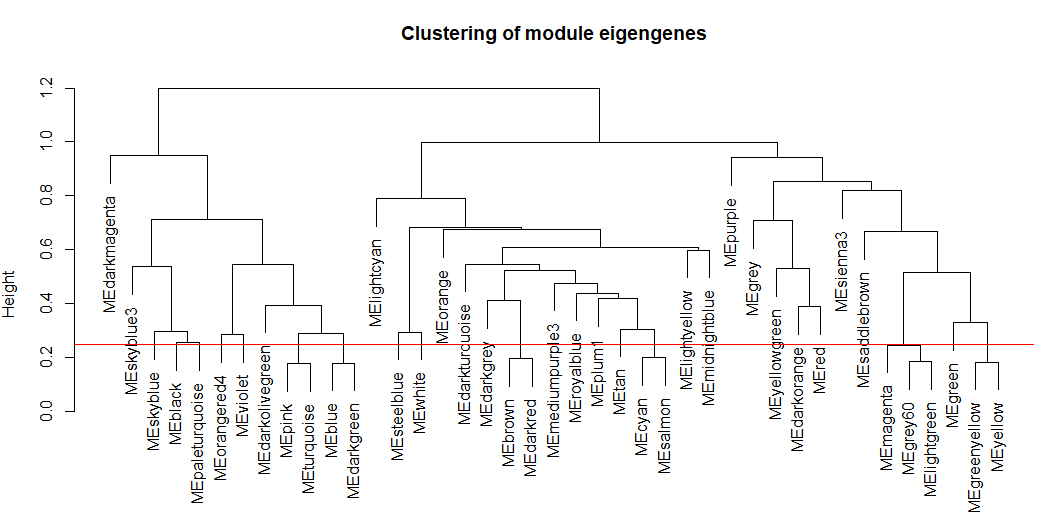 Clustering of module eigengenes
Height
1.2
1.0
0.8
0.6
0.4
0.2
0.0
MEdarkmagenta
MEskyblue3
MEskyblue
MEblack
MEpaleturquoise
MEorangered4
MEviolet
MEdarkolivegreen
MEpink
MEturquoise
MEblue
MEdarkgreen
MElightcyan
MEsteelblue
MEwhite
MEorange
MEdarkturquoise
MEdarkgrey
MEbrown
MEdarkred
MEmediumpurple3
MEroyalblue
MEplum1
MEtan
MEcyan
MEsalmon
MElightyellow
MEmidnightblue
MEpurple
MEgrey
MEyellowgreen
MEdarkorange
MEred
MEsienna3
MEsaddlebrown
MEmagenta
MEgrey60
MElightgreen
MEgreen
MEgreenyellow
MEyellow